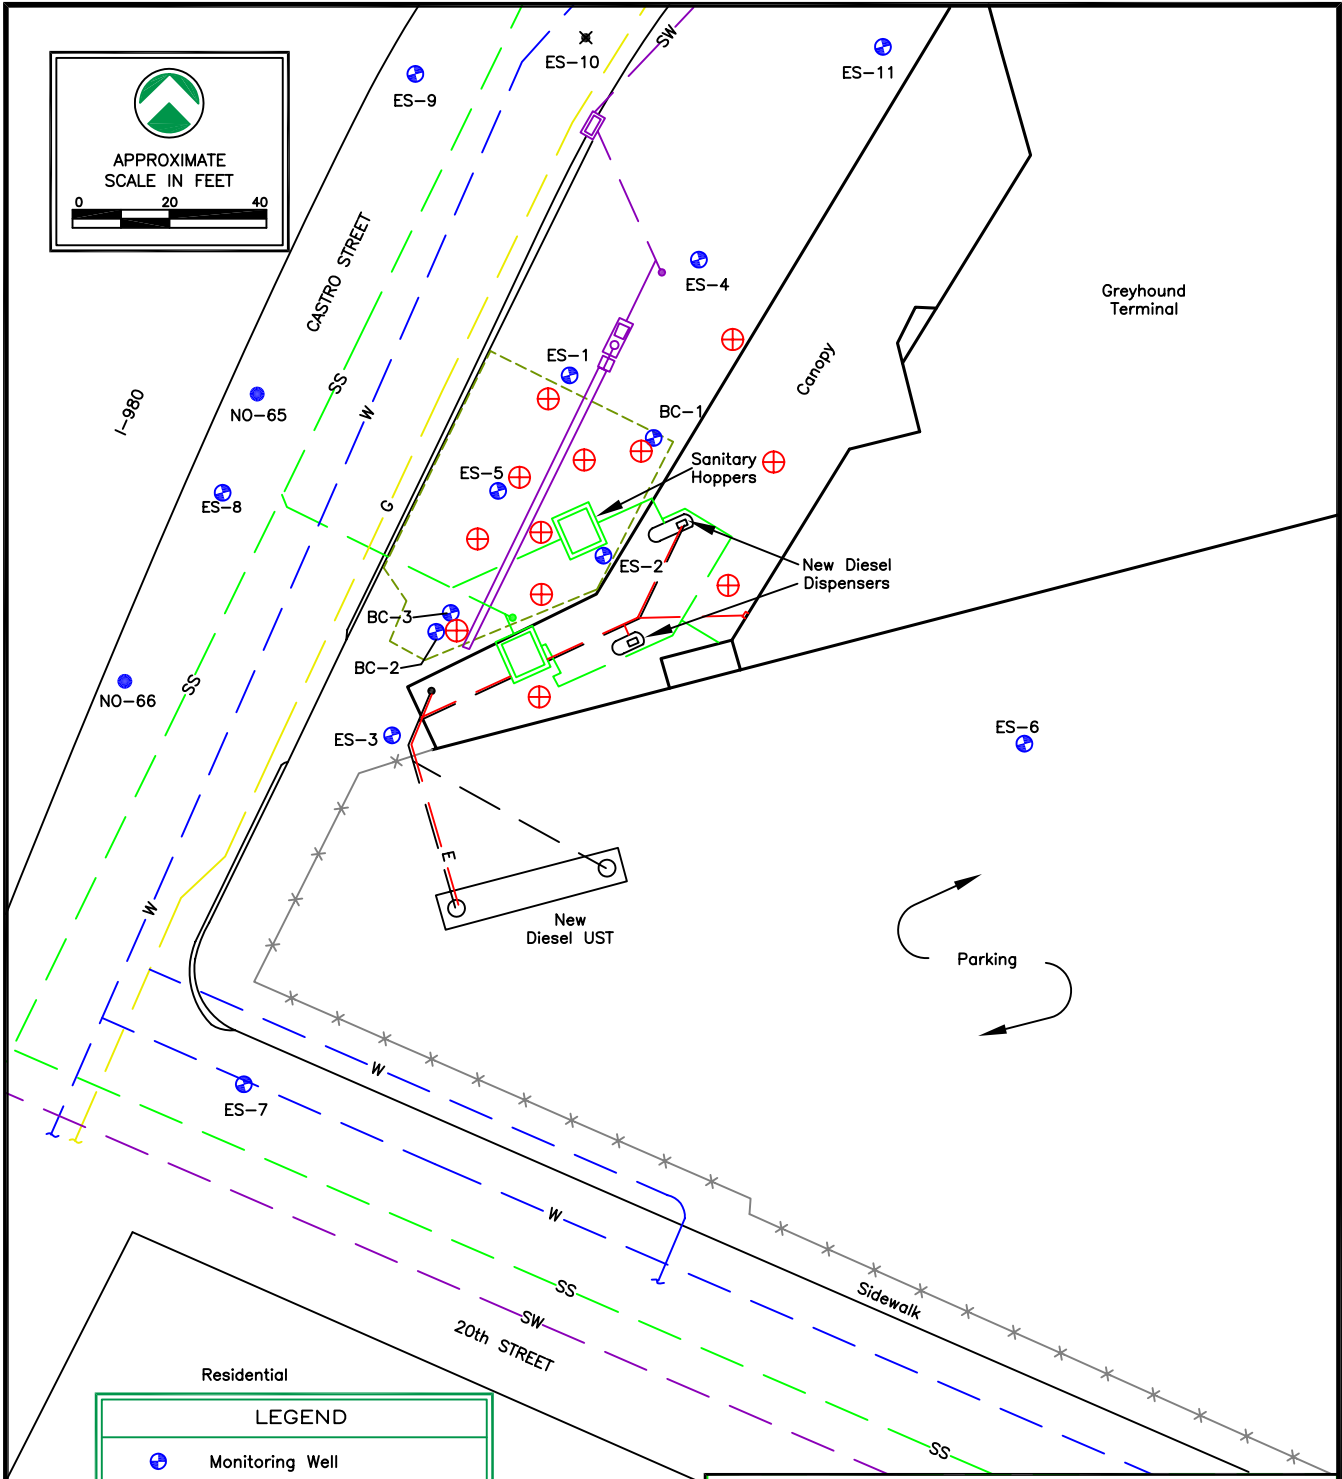 SW
ES-10
ES-11
ES-9
APPROXIMATE
SCALE IN FEET
0 20 40
CASTRO STREET
ES-4
Greyhound
Terminal
Canopy
ES-1
SS
I-980
NO-65
W
BC-1
Sanitary
Hoppers
ES-5
ES-8
G
ES-2
New Diesel
Dispensers
BC-3
BC-2
SS
NO-66
ES-3
ES-6
E
W
New
Diesel UST
Parking
W
ES-7
W
SS
Sidewalk
SW
20th STREET
Residential
LEGEND
Monitoring Well
SS